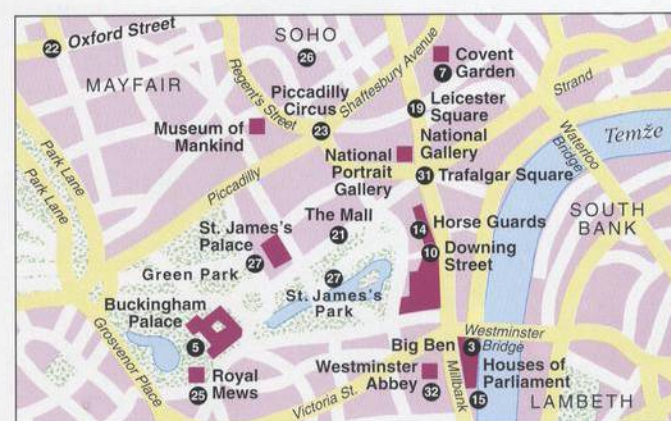 22 Oxford Street
SOHO
26
MAYFAIR
Regent's Street
Shaftesbury Avenue
Covent
7 Garden
Strand
Piccadilly
Circus
23
19 Leicester
Square
Museum of
Mankind
National
Gallery
National
Portrait
Gallery
31 Trafalgar Square
Waterloo
Bridge
Temže
Park Lane
Park Lane
Piccadilly
SOUTH
BANK
St. James's
Palace
27
The Mall
21
14 Horse Guards
10 Downing
Street
Green Park
27
St. James's
Park
Buckingham
Palace
5
Grosvenor Place
Royal
25 Mews
Big Ben 3
Westminster
Bridge
Houses of
Parliament
15
Westminster
Abbey 32
Millbank
Victoria St.
LAMBETH